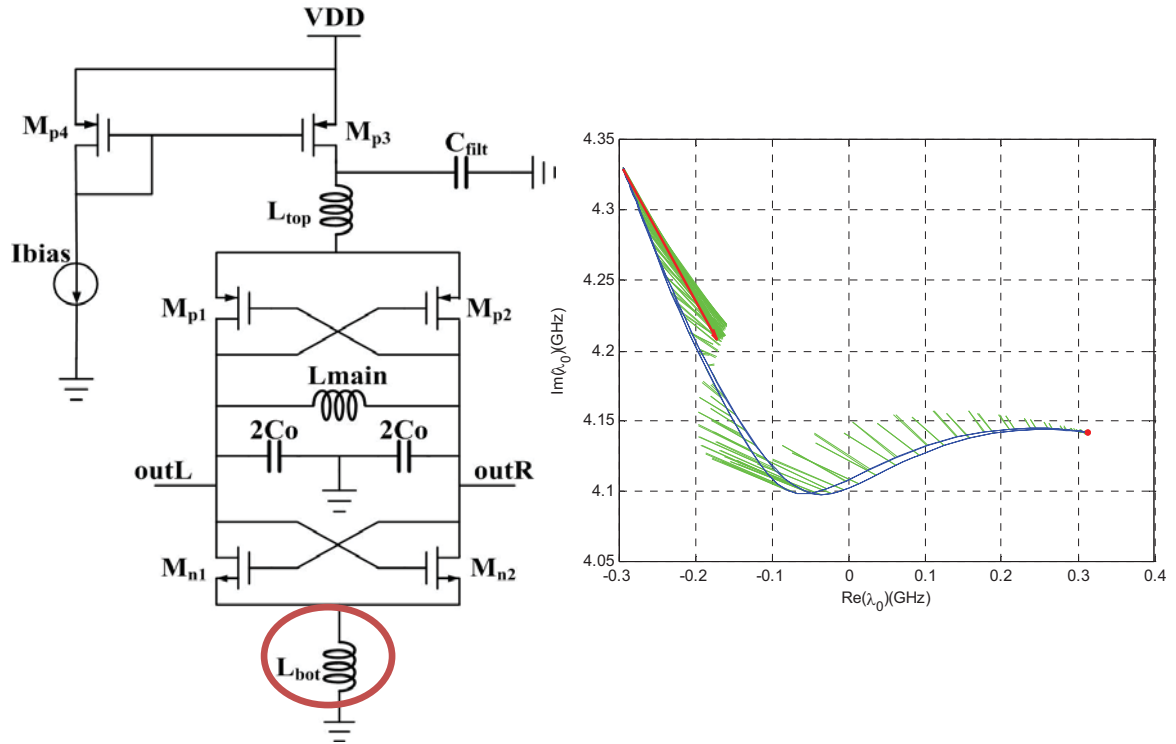 VDD
Mp4
Mp3
Cfilt
Ltop
Ibias
Mp1
Mp2
Lmain
2Co
2Co
outL
outR
Mn1
Mn2
Lbot
4.35
4.3
4.25
4.2
4.15
4.1
4.05
Im(λ0)(GHz)
-0.3
-0.2
-0.1
0
0.1
0.2
0.3
0.4
Re(λ0)(GHz)